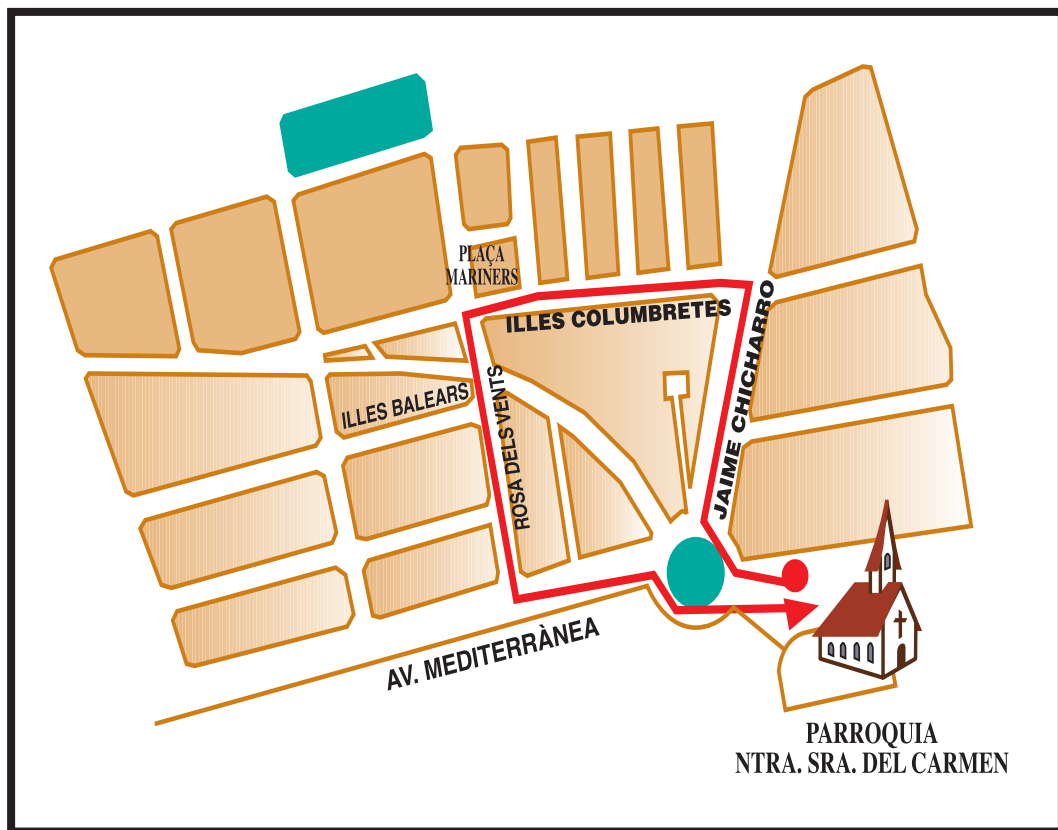 PLAÇA
MARINERS
ILLES COLUMBRETES
JAIME CHICHARRO
ILLES BALEARS
ROSA DELS VENTS
AV. MEDITERRÀNEA
PARROQUIA
NTRA. SRA. DEL CARMEN